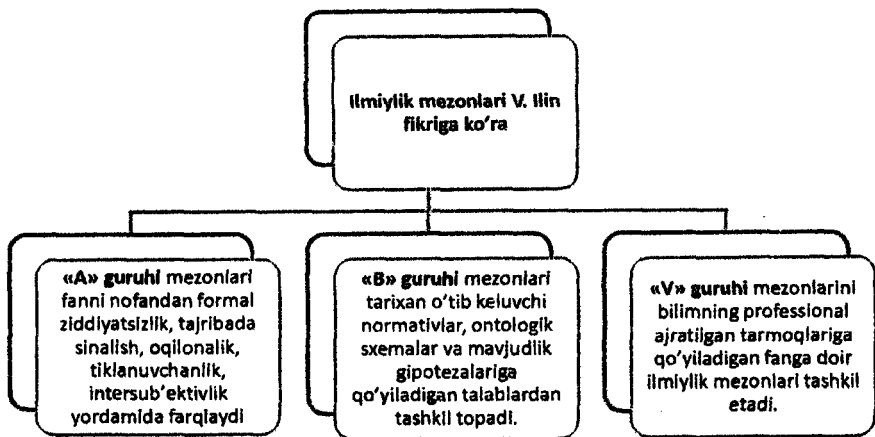 Ilmiylik mezonlari V. Ilin
fikriga ko'ra
«A» guruhi mezonlari
fanni nofandan formal
ziddiyatsizlik, tajribada
sinalish, oqilonalik,
tiklanuvchanlik,
intersub'ektivlik
yordamida farqlaydi
«B» guruhi mezonlari
tarixan o'tib keluvchi
normativlar, ontologik
sxemalar va mavjudlik
gipotezalariga
qo'yiladigan talablardan
tashkil topadi.
«V» guruhi mezonlarini
bilimning professional
ajratilgan tarmoqlariga
qo'yiladigan fanga doir
ilmiylik mezonlari tashkil
etadi.